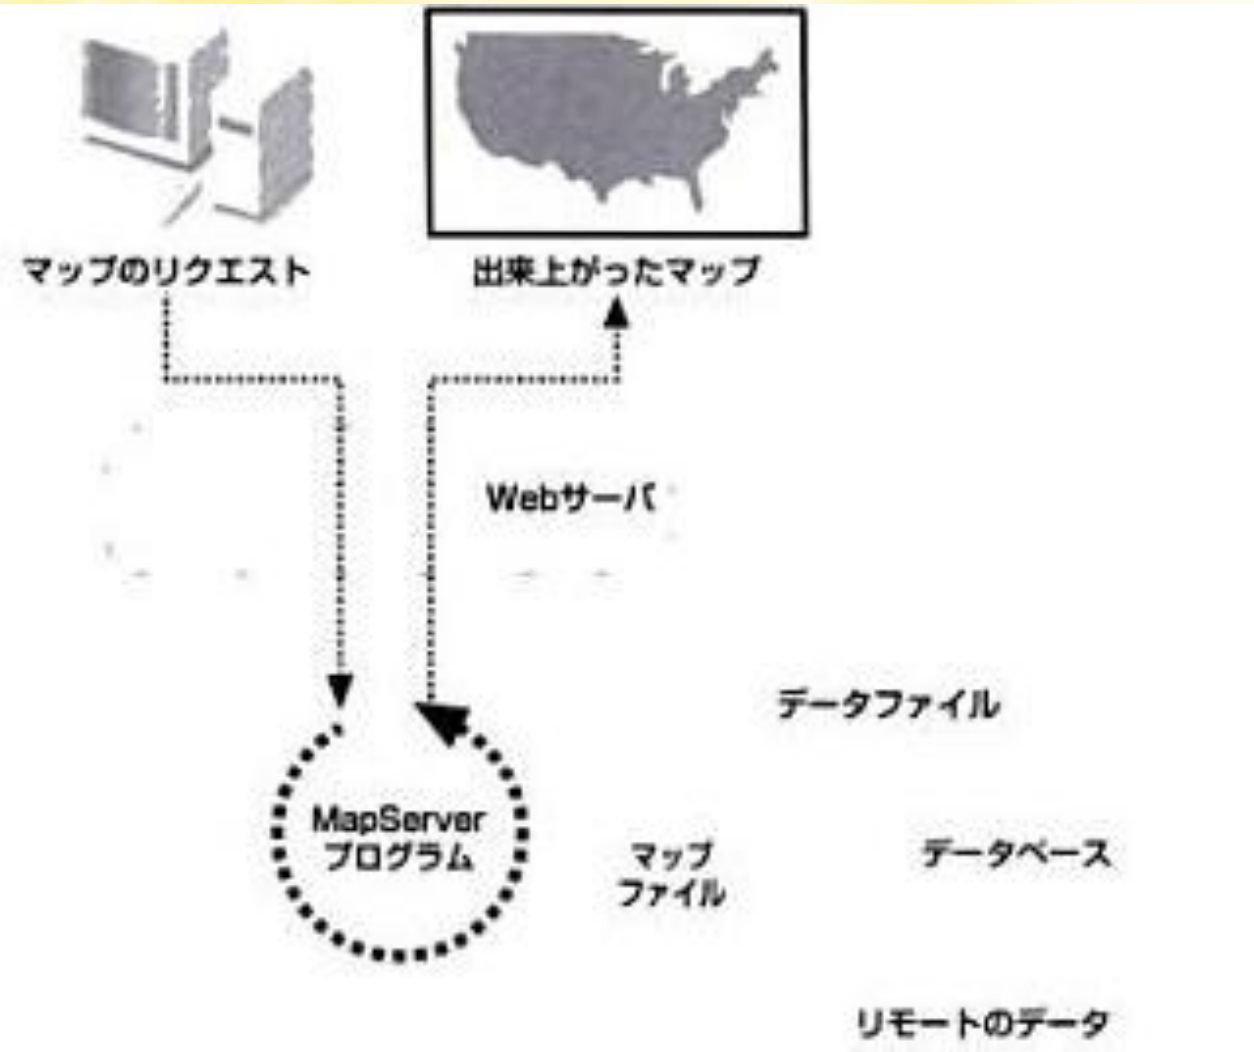 マップのリクエスト
出来上がったマップ
Webサーバ
データファイル
MapServer
プログラム
マップ
ファイル
データベース
リモートのデータ